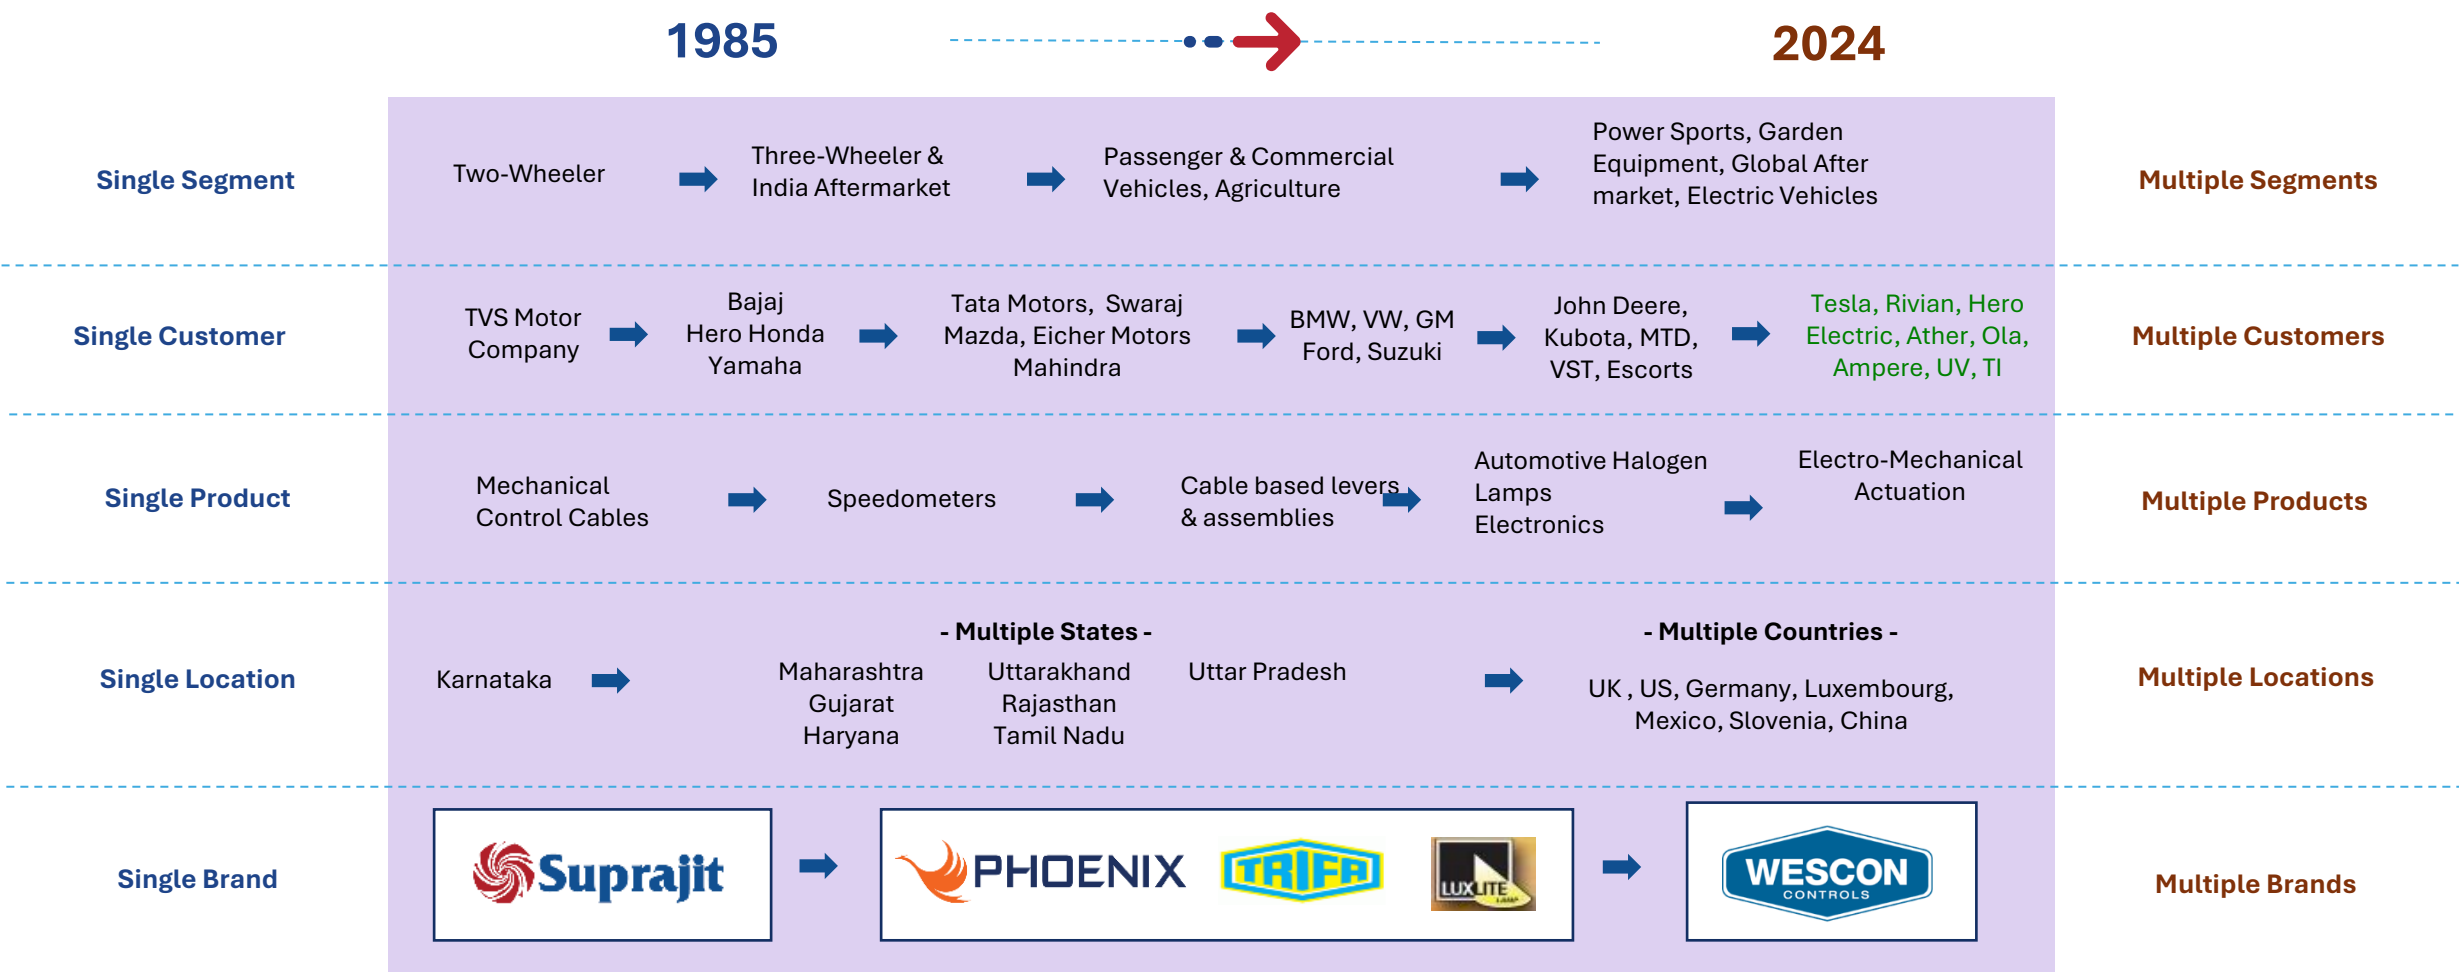 1985
2024
Single Segment
Two-Wheeler
Three-Wheeler &
India Aftermarket
Passenger & Commercial
Vehicles, Agriculture
Power Sports, Garden
Equipment, Global After
market, Electric Vehicles
Multiple Segments
Single Customer
TVS Motor
Company
Bajaj
Hero Honda
Yamaha
Tata Motors, Swaraj
Mazda, Eicher Motors
Mahindra
BMW, VW, GM
Ford, Suzuki
John Deere,
Kubota, MTD,
VST, Escorts
Tesla, Rivian, Hero
Electric, Ather, Ola,
Ampere, UV, TI
Multiple Customers
Single Product
Mechanical
Control Cables
Speedometers
Cable based levers
& assemblies
Automotive Halogen
Lamps
Electronics
Electro-Mechanical
Actuation
Multiple Products
Single Location
Karnataka
- Multiple States -
Maharashtra
Gujarat
Haryana
Uttarakhand
Rajasthan
Tamil Nadu
Uttar Pradesh
- Multiple Countries -
UK , US, Germany, Luxembourg,
Mexico, Slovenia, China
Multiple Locations
Single Brand
Suprajit
PHOENIX
TRIFA
LUXLITE
LAMP
WESCON
CONTROLS
Multiple Brands